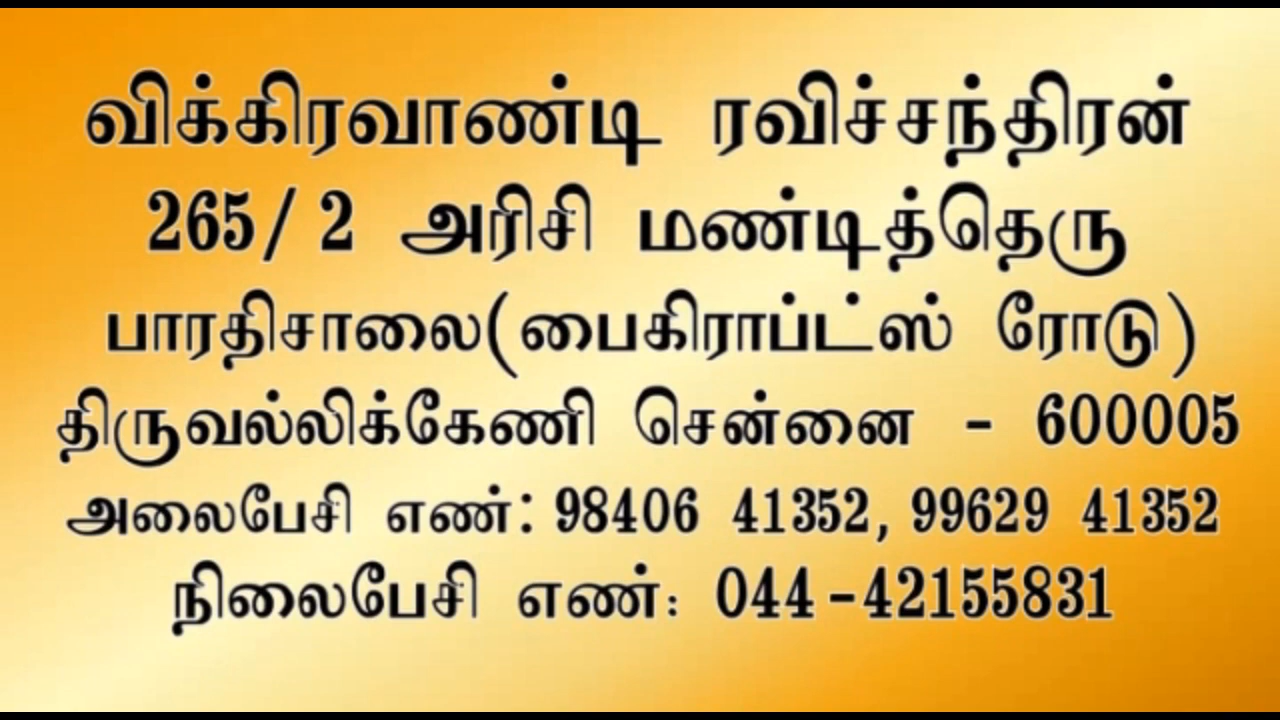 விக்கிரவாண்டி ரவிச்சந்திரன்
265/ 2 அரிசி மண்டித்தெரு
பாரதிசாலை(பைகிராப்ட்ஸ் ரோடு)
திருவல்லிக்கேணி சென்னை - 600005
அலைபேசி எண்: 98406 41352, 99629 41352
நிலைபேசி எண்: 044-42155831